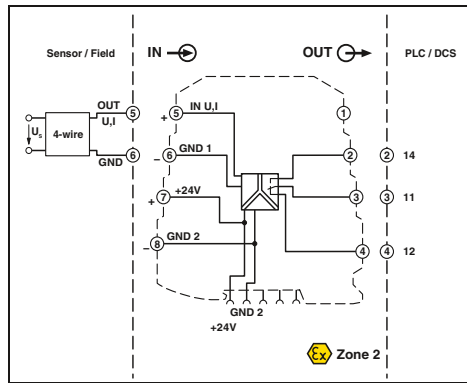 Sensor / Field
IN
OUT
PLC / DCS
OUT
5
U,I
+ 5
IN U,I
1
Us
4-wire
GND
6
– 6
GND 1
2
2
14
+ 7
+24V
3
3
11
– 8
GND 2
4
4
12
GND 2
+24V
Ex
Zone 2